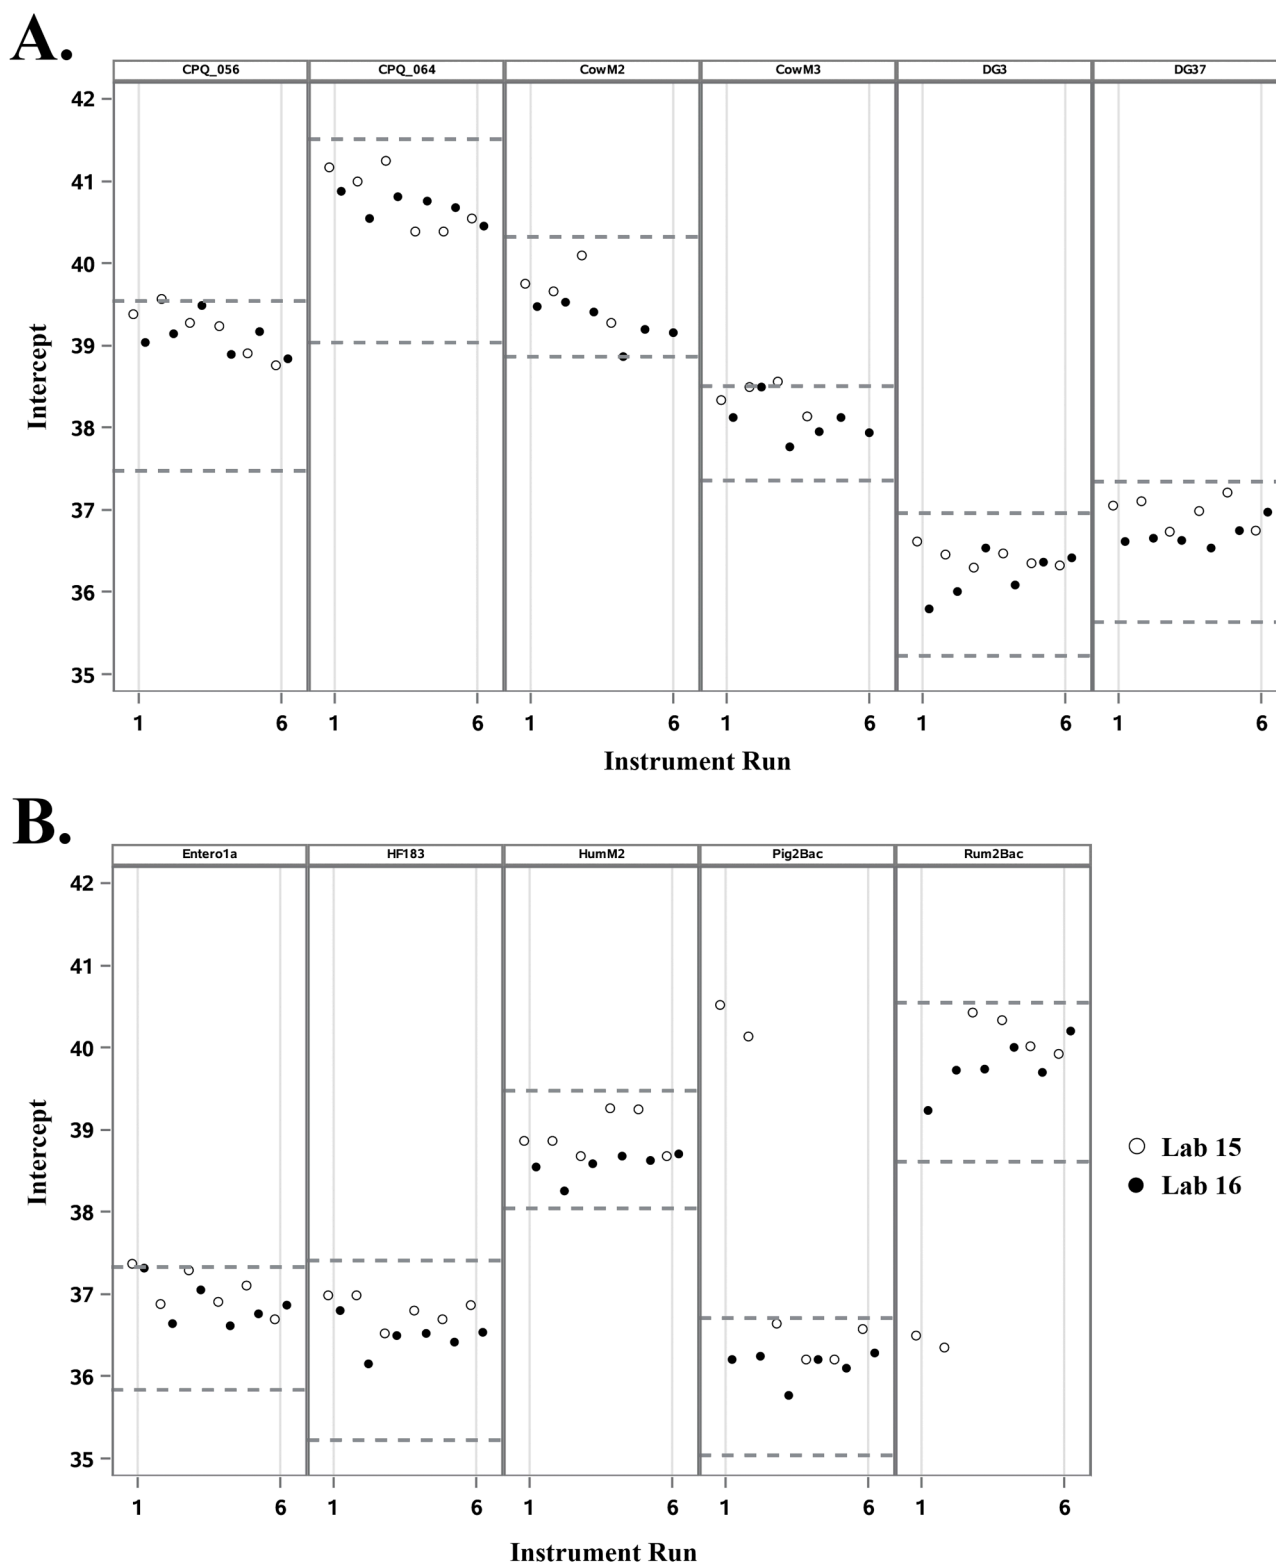 A.
CPQ_056 CPQ_064 CowM2 CowM3 DG3 DG37
42
41
40
39
38
37
36
35
Intercept
1 6 1 6 1 6 1 6 1 6 1 6
Instrument Run
B.
Entero1a HF183 HumM2 Pig2Bac Rum2Bac
42
41
40
39
38
37
36
35
Intercept
Lab 15
Lab 16
1 6 1 6 1 6 1 6 1 6
Instrument Run